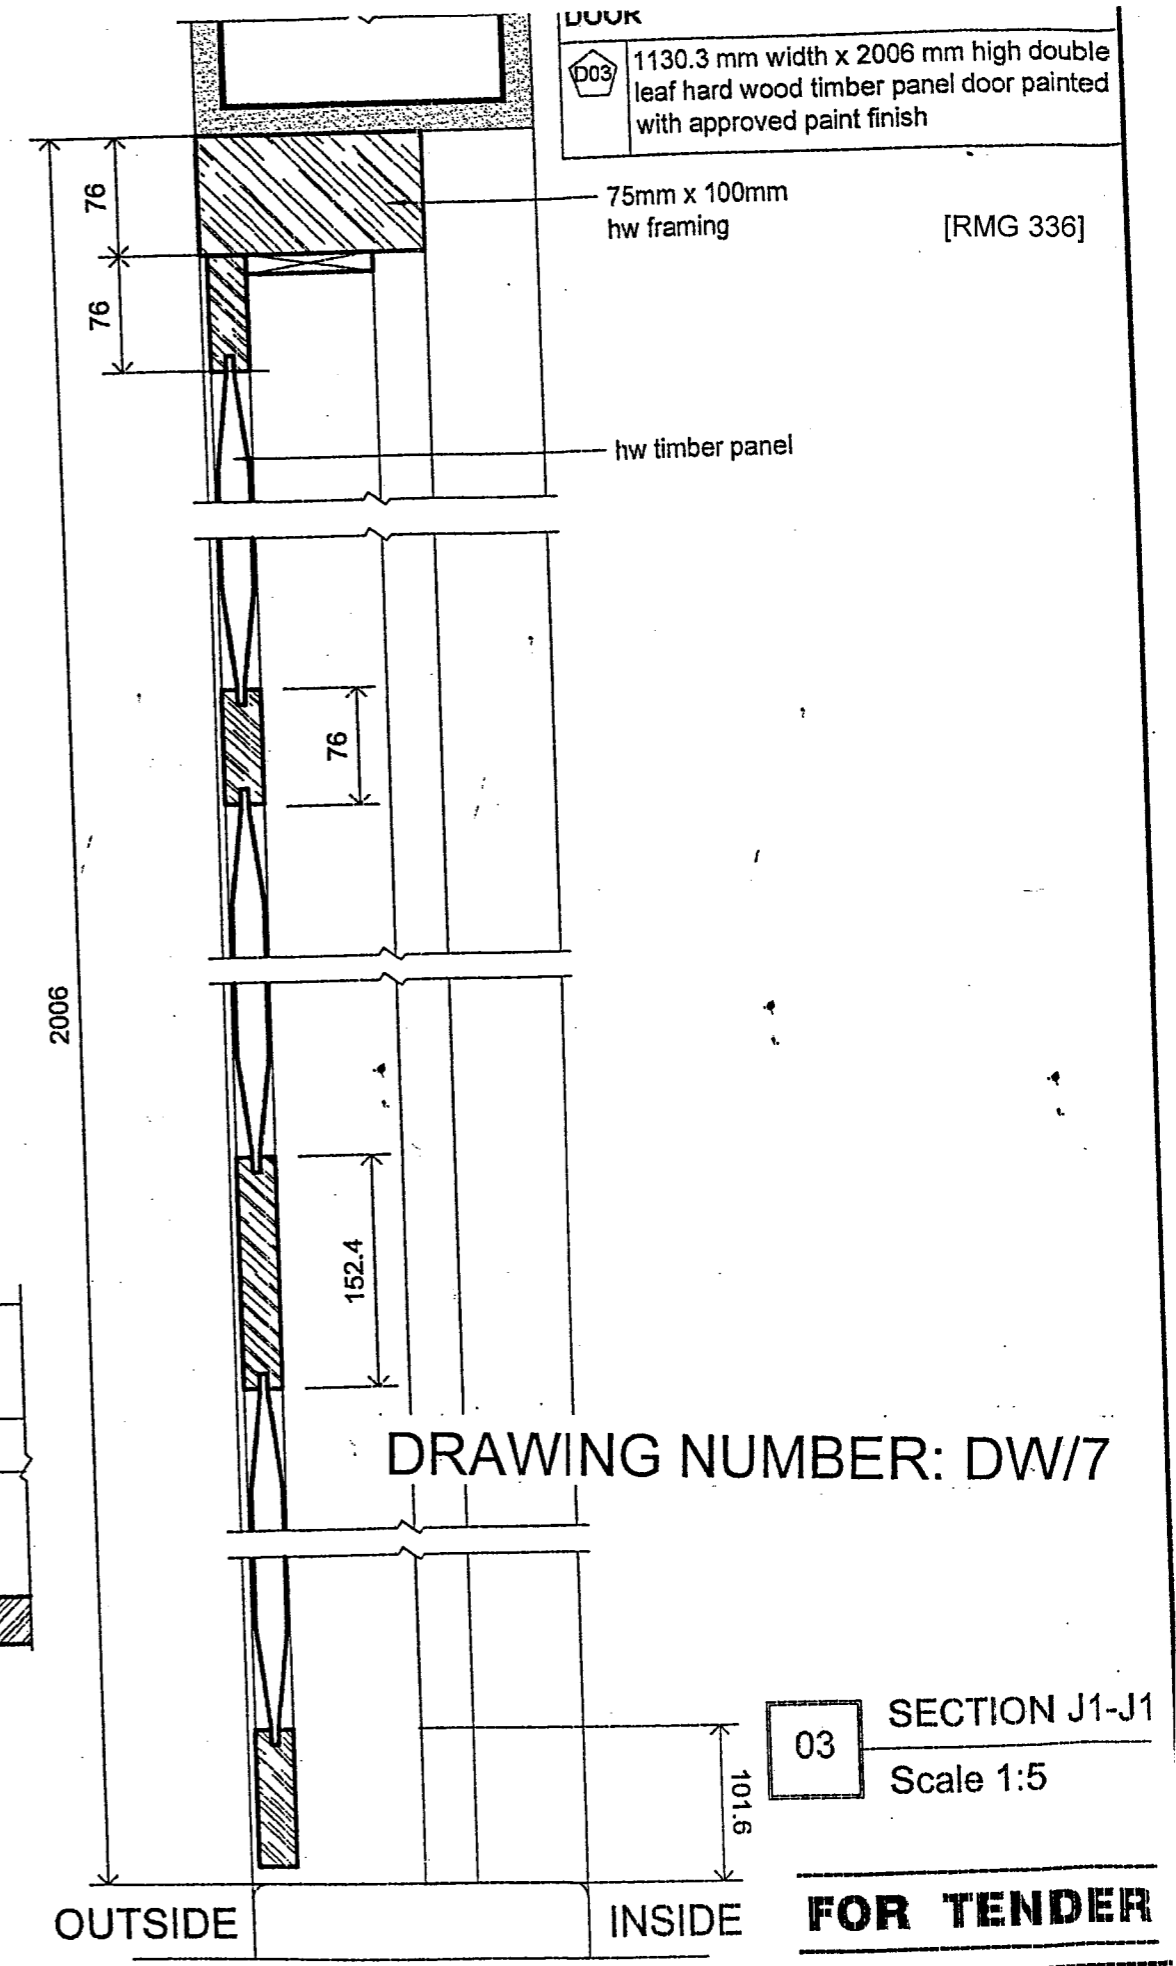 DOOR
D03
1130.3 mm width x 2006 mm high double
leaf hard wood timber panel door painted
with approved paint finish
75mm x 100mm
hw framing
[RMG 336]
76
76
hw timber panel
76
2006
152.4
DRAWING NUMBER: DW/7
03
SECTION J1-J1
Scale 1:5
101.6
OUTSIDE
INSIDE
FOR TENDER